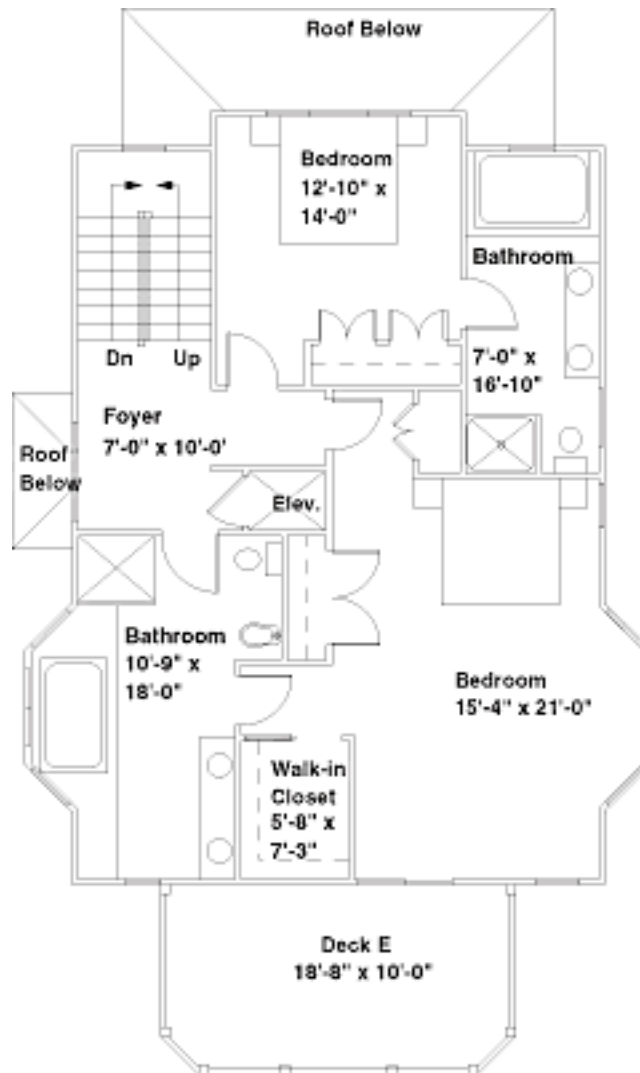 Roof Below
Bedroom
12'-10" x
14'-0"
Bathroom
7'-0" x
16'-10"
Dn Up
Foyer
7'-0" x 10'-0'
Roof
Below
Elev.
Bathroom
10'-9" x
18'-0"
Bedroom
15'-4" x 21'-0"
Walk-in
Closet
5'-8" x
7'-3"
Deck E
18'-8" x 10'-0"